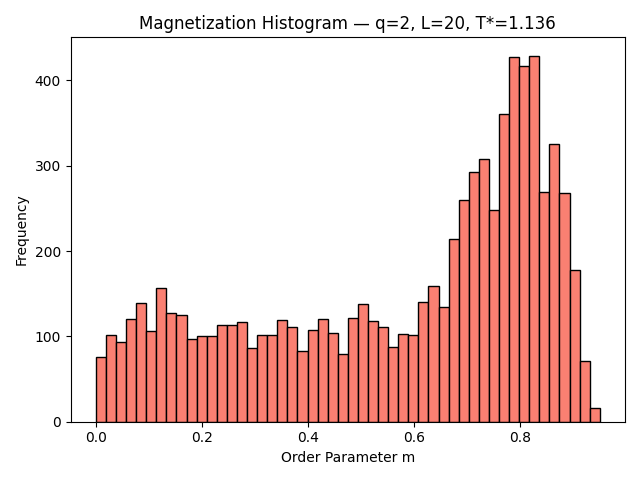 Magnetization Histogram — q=2, L=20, T*=1.136
Frequency
400
300
200
100
0
0.0 0.2 0.4 0.6 0.8
Order Parameter m